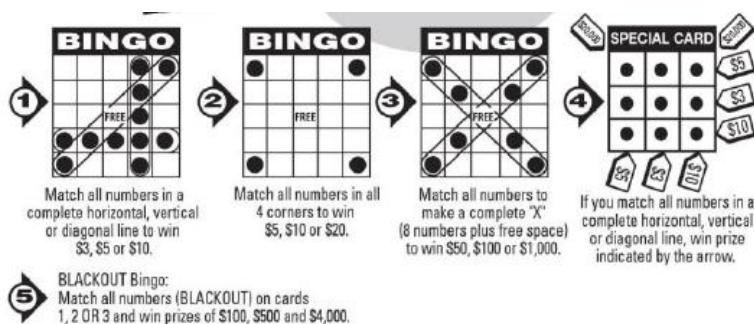 1
BINGO
FREE
Match all numbers in a
complete horizontal, vertical
or diagonal line to win
$3, $5 or $10.
2
BINGO
FREE
Match all numbers in all
4 corners to win
$5, $10 or $20.
3
BINGO
FREE
Match all numbers to
make a complete "X"
(8 numbers plus free space)
to win $50, $100 or $1,000.
4
SPECIAL CARD
$5
$3
$10
$5
$3
$10
If you match all numbers in a
complete horizontal, vertical
or diagonal line, win prize
indicated by the arrow.
5
BLACKOUT Bingo:
Match all numbers (BLACKOUT) on cards
1, 2 OR 3 and win prizes of $100, $500 and $4,000.